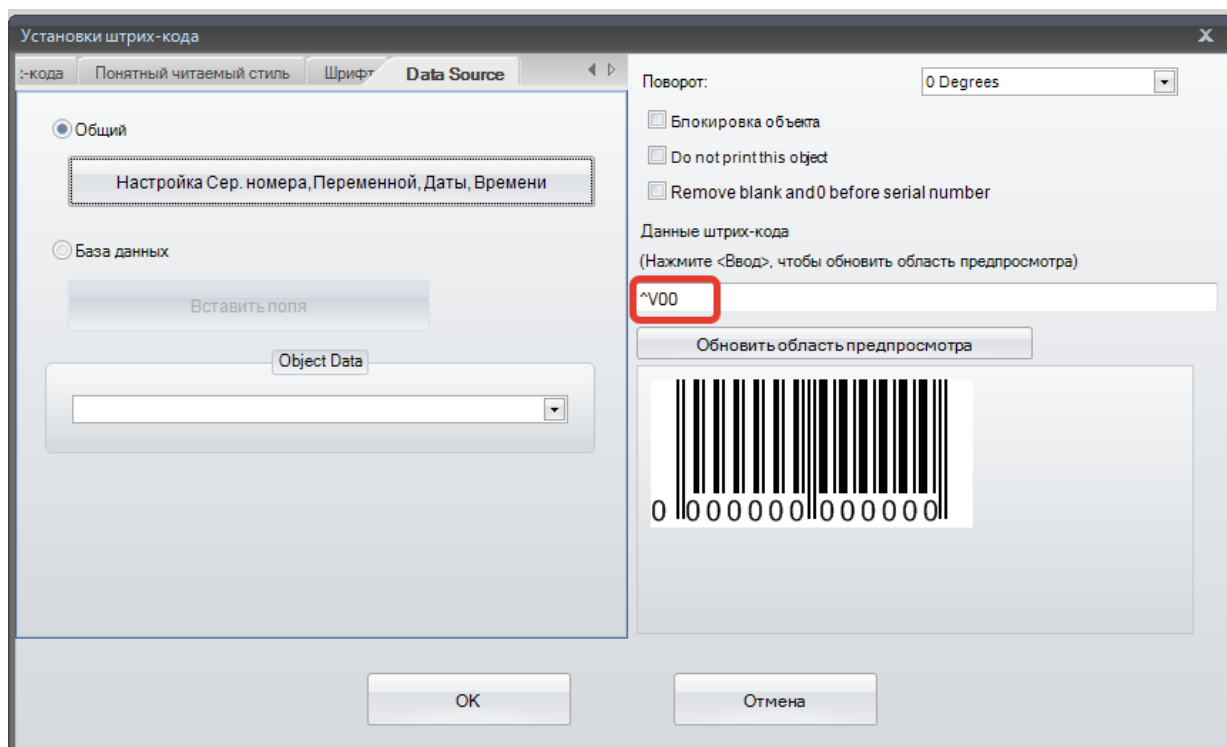 Установки штрих-кода
x
:-кода Понятный читаемый стиль Шрифт Data Source
Общий
Настройка Сер. номера,Переменной, Даты, Времени
База данных
Вставить поля
Object Data
Поворот: 0 Degrees
Блокировка объекта
Do not print this object
Remove blank and 0 before serial number
Данные штрих-кода
(Нажмите <Ввод>, чтобы обновить область предпросмотра)
^V00
Обновить область предпросмотра
0 000000 000000
OK Отмена